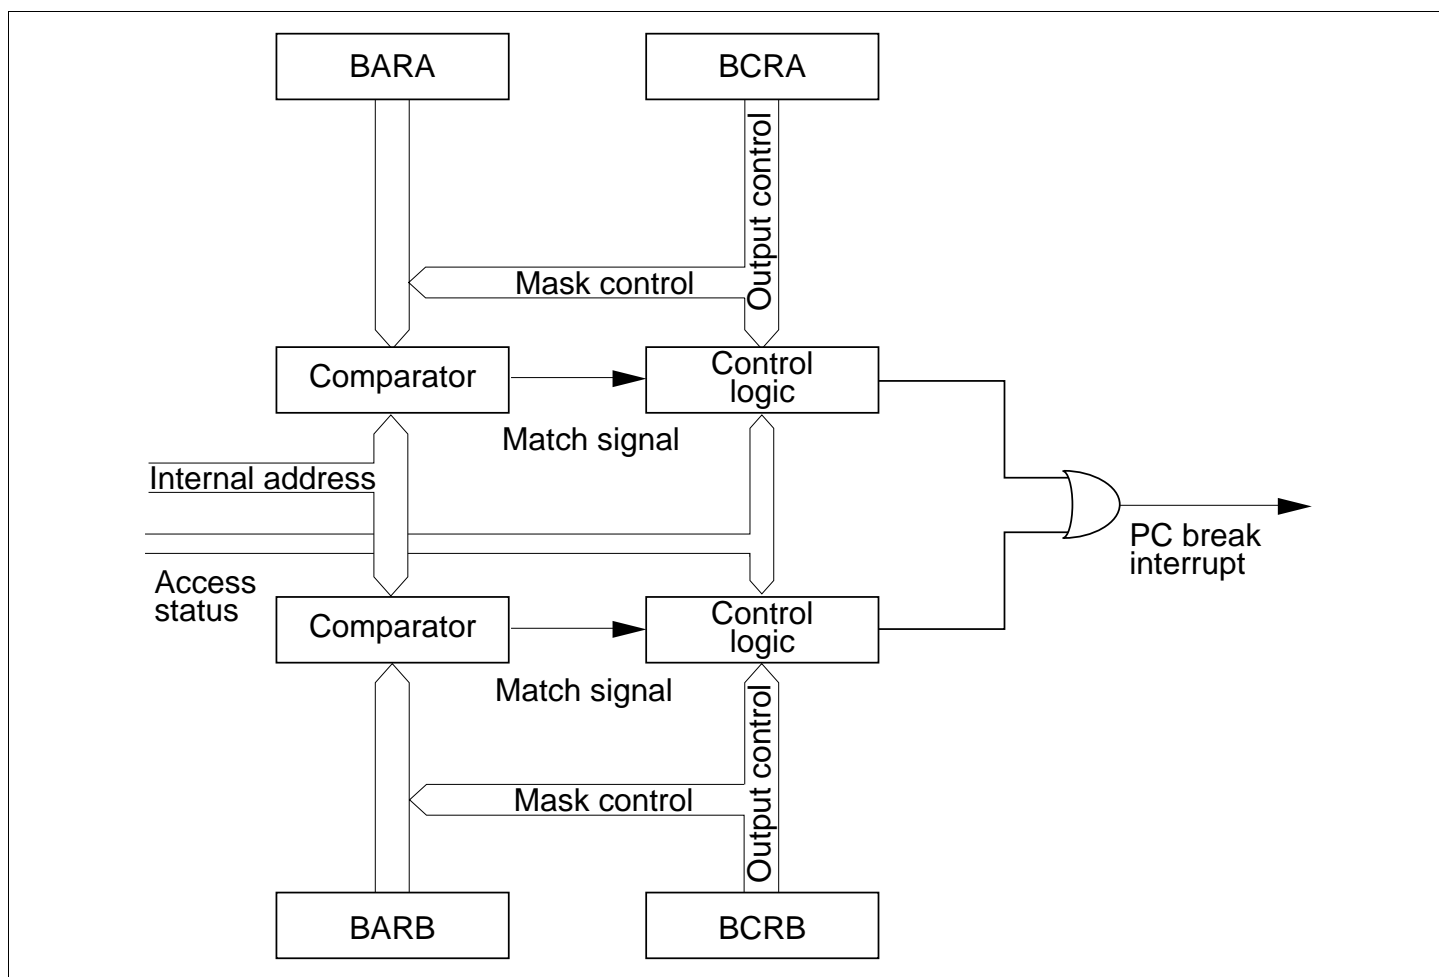 BARA
BCRA
Output control
Mask control
Comparator
Control
logic
Match signal
Internal address
PC break
interrupt
Access
status
Comparator
Control
logic
Match signal
Output control
Mask control
BARB
BCRB